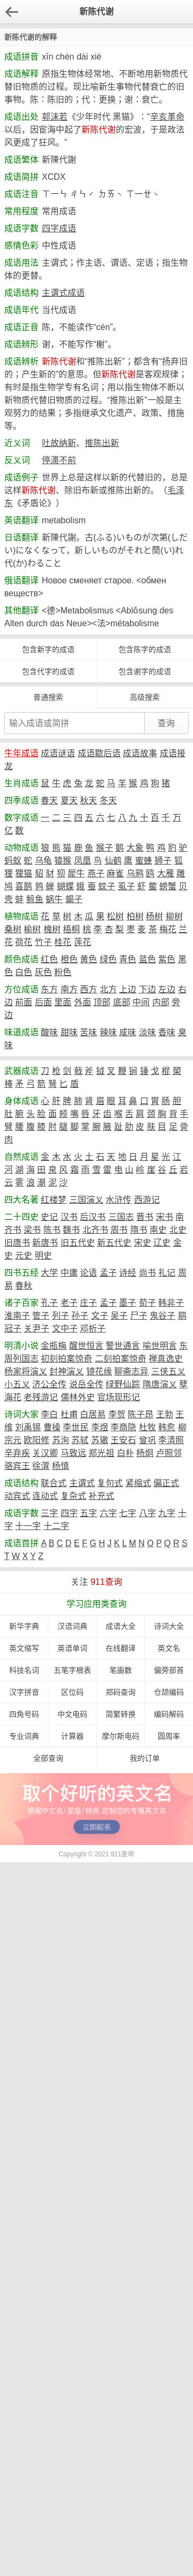 新陈代谢
新陈代谢的解释
成语拼音 xīn chén dài xiè
成语解释 原指生物体经常地、不断地用新物质代
替旧物质的过程。现比喻新生事物代替衰亡的旧
事物。陈：陈旧的；代：更换；谢：衰亡。
成语出处 郭沫若《少年时代 黑猫》：“辛亥革命
以后，因窗海中起了新陈代谢的宏波，于是政法
风更成了狂风。”
成语繁体 新陳代謝
成语简拼 XCDX
常用程度 常用成语
成语字数 四字成语
感情色彩 中性成语
成语用法 主谓式；作主语、谓语、定语；指生物
体的更替。
成语结构 主谓式成语
成语年代 当代成语
成语正音 陈，不能读作“cén”。
成语辨形 谢，不能写作“榭”。
成语辨析 新陈代谢和“推陈出新”；都含有“扬弃旧
的；产生新的”的意思。但新陈代谢是客观规律；
有时是指生物学专有名词；用以指生物体不断以
新物质代替旧物质的过程。“推陈出新”一般是主
观努力的结果；多指继承文化遗产、政策、措施
等。
近义词 吐故纳新、推陈出新
反义词 停滞不前
成语例子 世界上总是这样以新的代替旧的，总是
这样新陈代谢、除旧布新或推陈出新的。（毛泽
东《矛盾论》）
英语翻译 metabolism
日语翻译 新陳代謝。古(ふる)いものが次第(しだ
い)になくなって，新しいものがそれと蕳(い)れ
代(か)わること
俄语翻译 Новое сменяет старое. <обмен
веществ>
其他翻译 <德>Metabolismus <Ablǒsung des
Alten durch das Neue><法>métabolisme
包含新字的成语 包含陈字的成语
包含代字的成语 包含谢字的成语
普通搜索 高级搜索
输入成语或简拼 查询
牛年成语 成语谜语 成语歇后语 成语故事 成语接
龙
生肖成语 鼠 牛 虎 兔 龙 蛇 马 羊 猴 鸡 狗 猪
四季成语 春天 夏天 秋天 冬天
数字成语 一 二 三 四 五 六 七 八 九 十 百 千 万
亿 数
动物成语 狼 熊 猫 鹿 鱼 猴子 鹅 大象 鸭 鸡 豹 驴
蚂蚁 蛇 乌龟 猿猴 凤凰 鸟 仙鹤 鹰 蜜蜂 狮子 狐
狸 狸猫 貂 豺 狈 犀牛 燕子 麻雀 乌鸦 鸥 大雁 雕
鸿 喜鹊 鹑 蝉 蝴蝶 蛾 蚕 蚊子 虱子 虾 鳖 螃蟹 贝
壳 蚌 鲸鱼 蜗牛 蝎子
植物成语 花 草 树 木 瓜 果 松树 柏树 杨树 柳树
桑树 榆树 槐树 梧桐 桃 李 杏 梨 枣 麦 茶 梅花 兰
花 荷花 竹子 桂花 莲花
颜色成语 红色 橙色 黄色 绿色 青色 蓝色 紫色 黑
色 白色 灰色 粉色
方位成语 东方 南方 西方 北方 上边 下边 左边 右
边 前面 后面 里面 外面 顶部 底部 中间 内部 旁
边
味道成语 酸味 甜味 苦味 辣味 咸味 淡味 香味 臭
味
武器成语 刀 枪 剑 戟 斧 钺 叉 鞭 锏 锤 戈 棍 槊
棒 矛 弓 箭 弩 匕 盾
身体成语 心 肝 脾 肺 肾 眉 眼 耳 鼻 口 胃 肠 胆
肚 腑 头 脸 面 颊 嘴 唇 牙 齿 喉 舌 肩 颈 胸 背 手
臂 腰 腹 膝 肘 腿 脚 掌 腕 腋 趾 肋 皮 肤 目 足 骨
肉
自然成语 金 木 水 火 土 石 天 地 日 月 星 光 江
河 湖 海 田 泉 风 霜 雨 雪 雷 电 山 岭 崖 谷 丘 岩
云 雾 浪 潮 泥 沙
四大名著 红楼梦 三国演义 水浒传 西游记
二十四史 史记 汉书 后汉书 三国志 晋书 宋书 南
齐书 梁书 陈书 魏书 北齐书 周书 隋书 南史 北史
旧唐书 新唐书 旧五代史 新五代史 宋史 辽史 金
史 元史 明史
四书五经 大学 中庸 论语 孟子 诗经 尚书 礼记 周
易 春秋
诸子百家 孔子 老子 庄子 孟子 墨子 荀子 韩非子
淮南子 管子 列子 孙子 文子 吴子 尸子 鬼谷子 鹖
冠子 关尹子 文中子 邓析子
明清小说 金瓶梅 醒世恒言 警世通言 喻世明言 东
周列国志 初刻拍案惊奇 二刻拍案惊奇 禅真逸史
杨家将演义 封神演义 镜花缘 聊斋志异 三侠五义
小五义 济公全传 说岳全传 绿野仙踪 隋唐演义 孽
海花 老残游记 儒林外史 官场现形记
诗词大家 李白 杜甫 白居易 李贺 陈子昂 王勃 王
维 刘禹锡 曹操 李世民 李煜 李商隐 杜牧 韩愈 柳
宗元 欧阳修 苏洵 苏轼 苏辙 王安石 曾巩 李清照
辛弃疾 关汉卿 马致远 郑光祖 白朴 杨炯 卢照邻
骆宾王 徐渭 杨慎
成语结构 联合式 主谓式 复句式 紧缩式 偏正式
动宾式 连动式 复杂式 补充式
成语字数 三字 四字 五字 六字 七字 八字 九字 十
字 十一字 十二字
成语首拼 A B C D E F G H J K L M N O P Q R S
T W X Y Z
关注 911查询
学习应用类查询
新华字典 汉语词典 成语大全 诗词大全
英文缩写 英语单词 在线翻译 英文名
科技名词 五笔字根表 笔画数 偏旁部首
汉字拼音 区位码 郑码查询 仓颉编码
四角号码 中文电码 简繁转换 编码解码
专业词典 计算器 摩尔斯电码 圆周率
全部查询 我的订单
取个好听的英文名
根据中文名/星座/性格 定制您的专属英文名
立即起名
Copyright © 2021 911查询